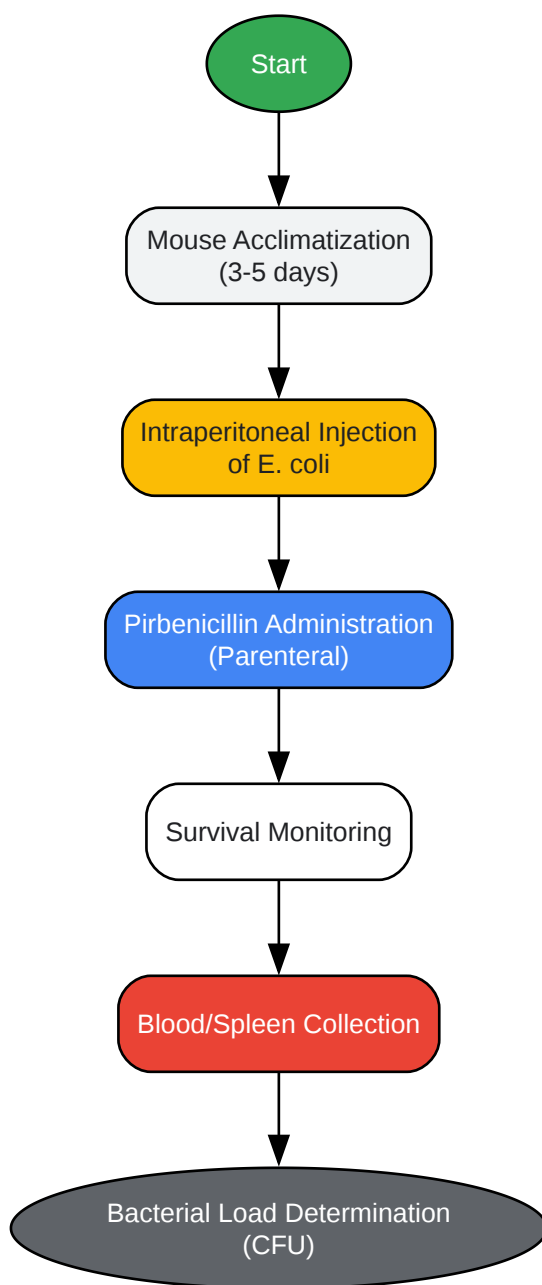 Start
Mouse Acclimatization
(3-5 days)
Intraperitoneal Injection
of E. coli
Pirbenicillin Administration
(Parenteral)
Survival Monitoring
Blood/Spleen Collection
Bacterial Load Determination
(CFU)